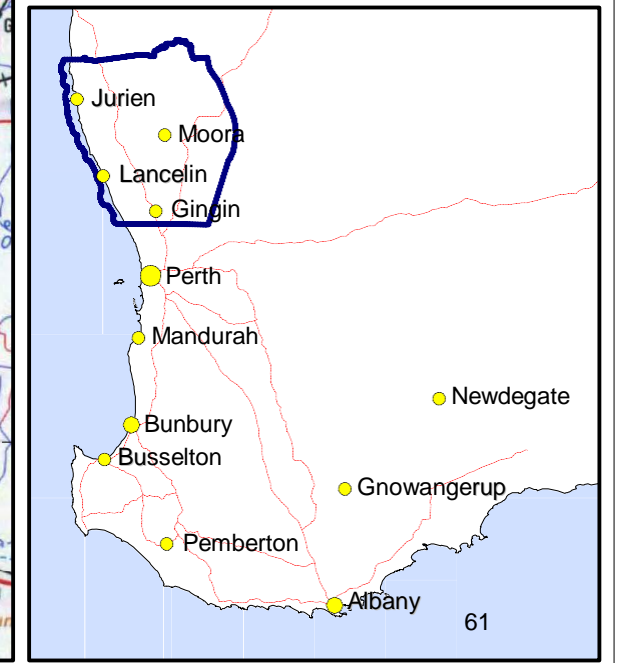 Jurien
Moora
Lancelin
Gingin
Perth
Mandurah
Newdegate
Bunbury
Busselton
Gnowangerup
Pemberton
Albany
61